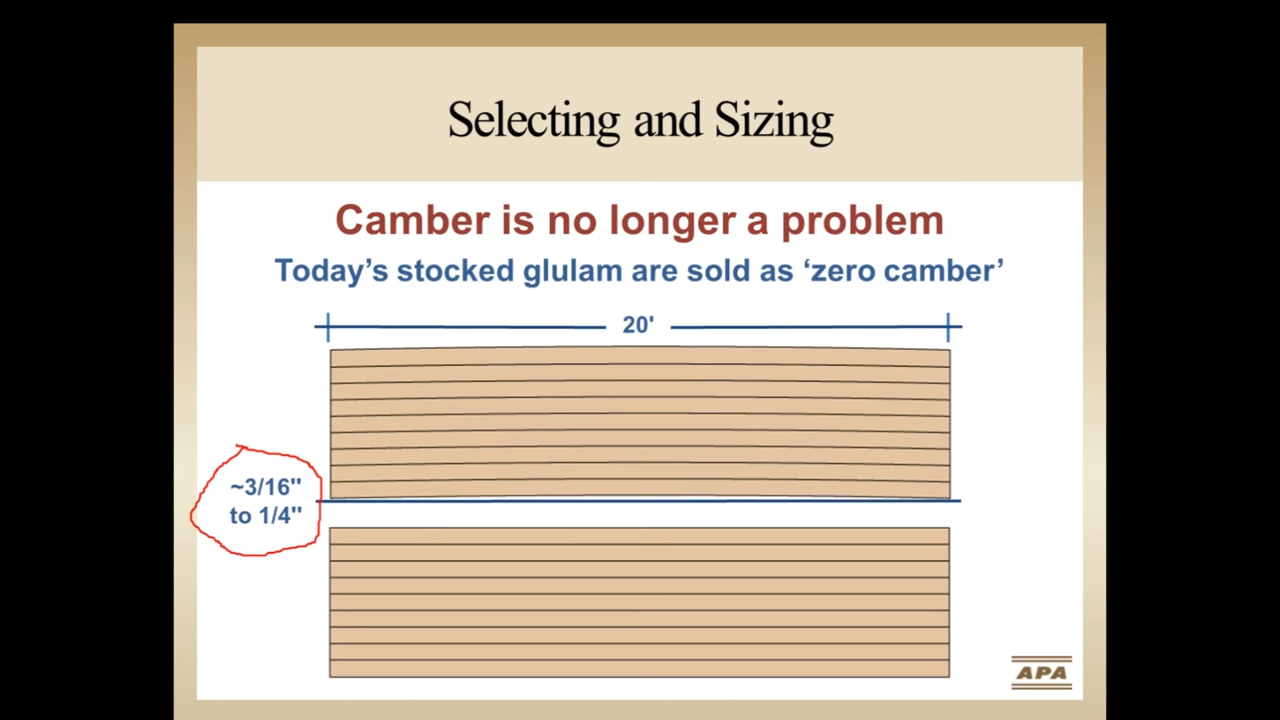 Selecting and Sizing
Camber is no longer a problem
Today’s stocked glulam are sold as ‘zero camber’
20'
~3/16"
to 1/4"
APA